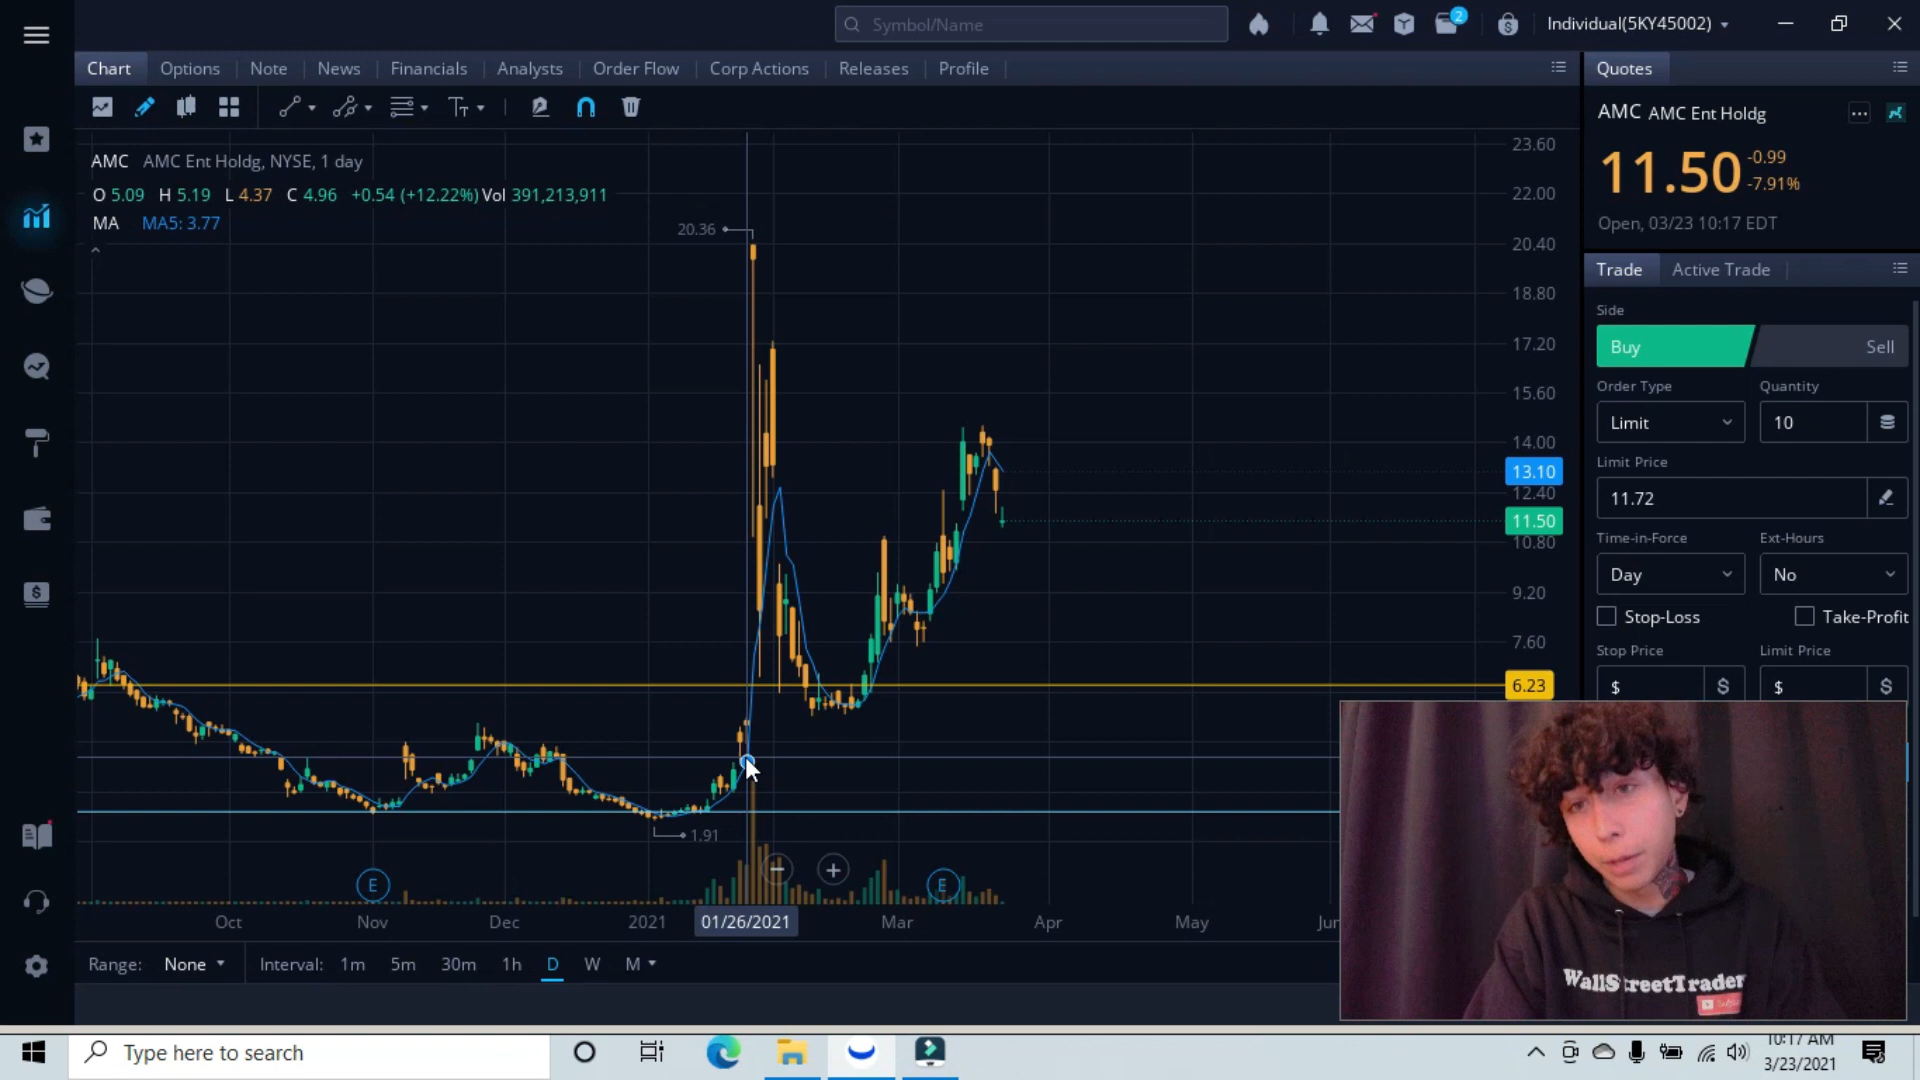 Symbol/Name
2
Individual(5KY45002)
Chart Options Note News Financials Analysts Order Flow Corp Actions Releases Profile
Quotes
AMC AMC Ent Holdg
11.50 -0.99
-7.91%
Open, 03/23 10:17 EDT
AMC AMC Ent Holdg, NYSE, 1 day
O 5.09 H 5.19 L 4.37 C 4.96 +0.54 (+12.22%) Vol 391,213,911
MA MA5: 3.77
20.36
1.91
23.60
22.00
20.40
18.80
17.20
15.60
14.00
13.10
12.40
11.50
10.80
9.20
7.60
6.23
E
E
Oct Nov Dec 2021 01/26/2021 Mar Apr May Jun
Range: None Interval: 1m 5m 30m 1h D W M
Trade Active Trade
Side
Buy Sell
Order Type Quantity
Limit 10
Limit Price
11.72
Time-in-Force Ext-Hours
Day No
Stop-Loss Take-Profit
Stop Price Limit Price
$ $ $ $
WallStreetTrader
Type here to search
10:17 AM
3/23/2021